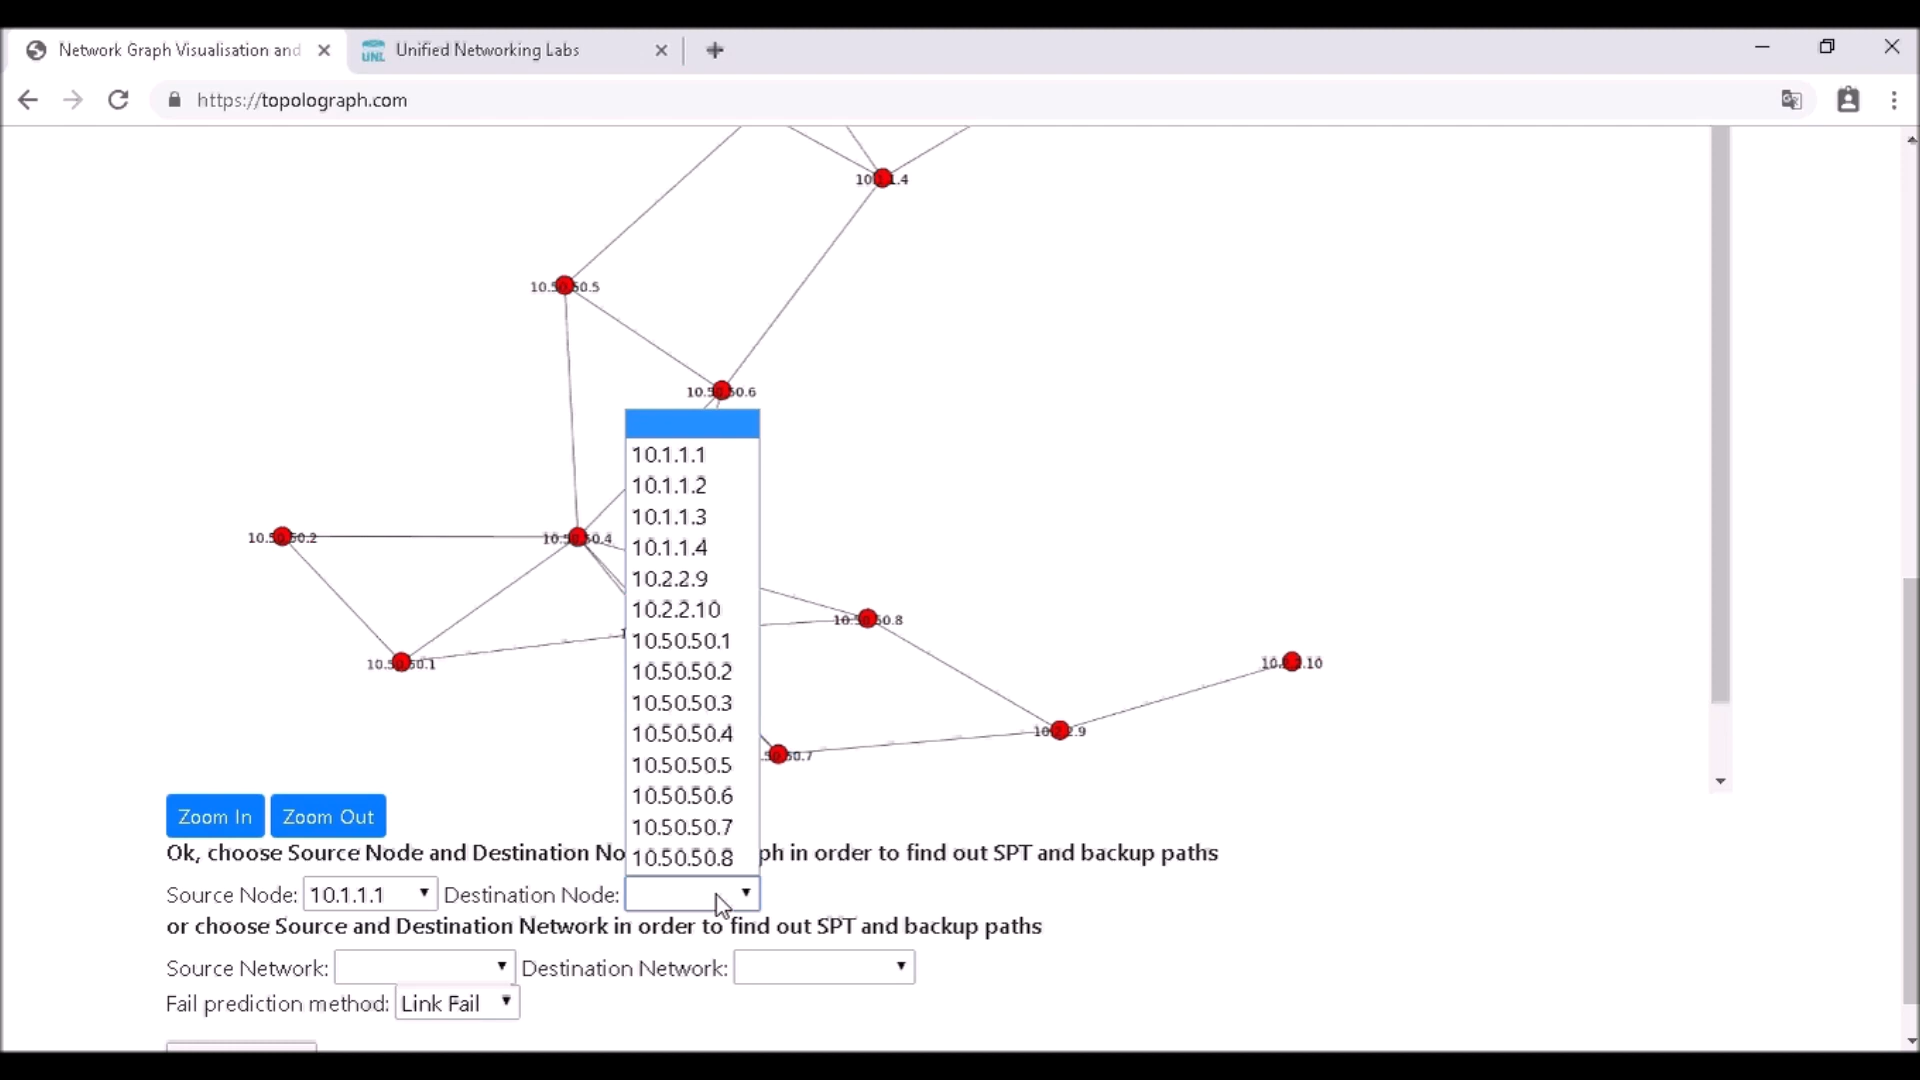 Network Graph Visualisation and
UNL Unified Networking Labs
https://topolograph.com
10.1.1.4
10.50.50.5
10.50.50.6
10.1.1.1
10.1.1.2
10.1.1.3
10.1.1.4
10.2.2.9
10.2.2.10
10.50.50.1
10.50.50.2
10.50.50.3
10.50.50.4
10.50.50.5
10.50.50.6
10.50.50.7
10.50.50.8
10.50.50.2
10.50.50.4
10.50.50.8
10.50.50.1
10.2.2.10
10.2.2.9
.50.50.7
Zoom In Zoom Out
Ok, choose Source Node and Destination No ph in order to find out SPT and backup paths
Source Node: 10.1.1.1 Destination Node:
or choose Source and Destination Network in order to find out SPT and backup paths
Source Network: Destination Network:
Fail prediction method: Link Fail